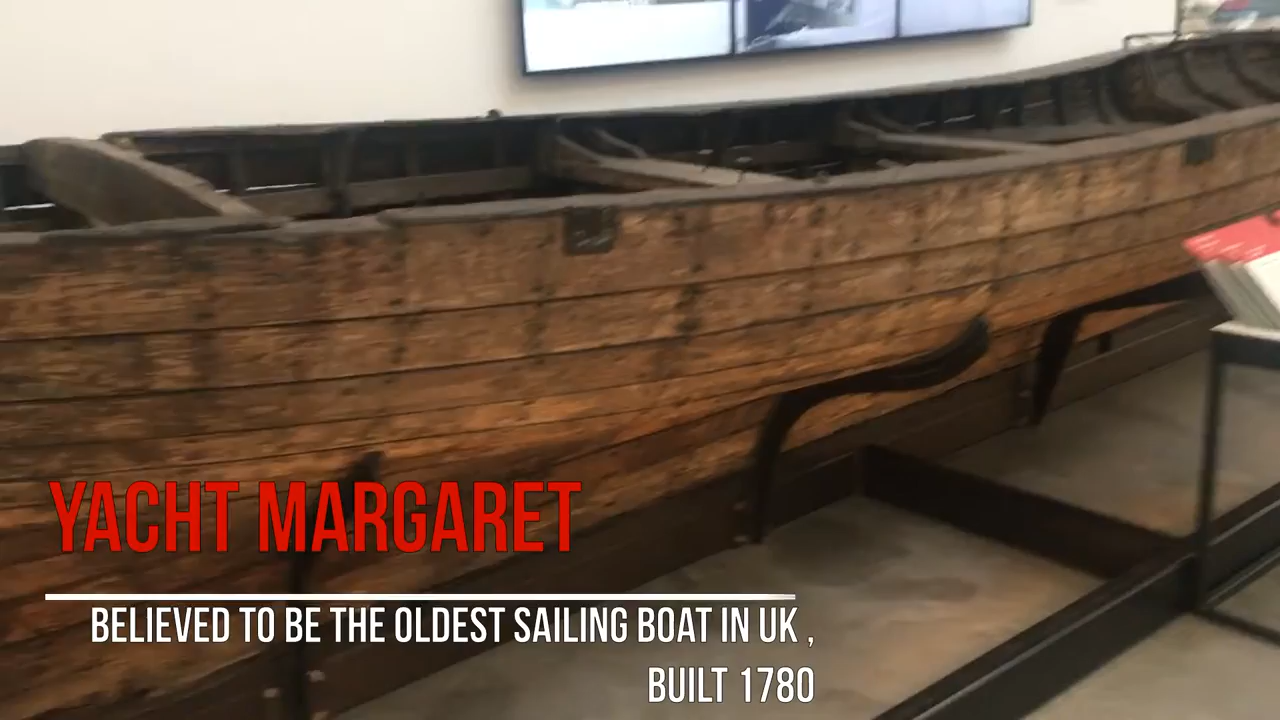 YACHT MARGARET
BELIEVED TO BE THE OLDEST SAILING BOAT IN UK ,
BUILT 1780